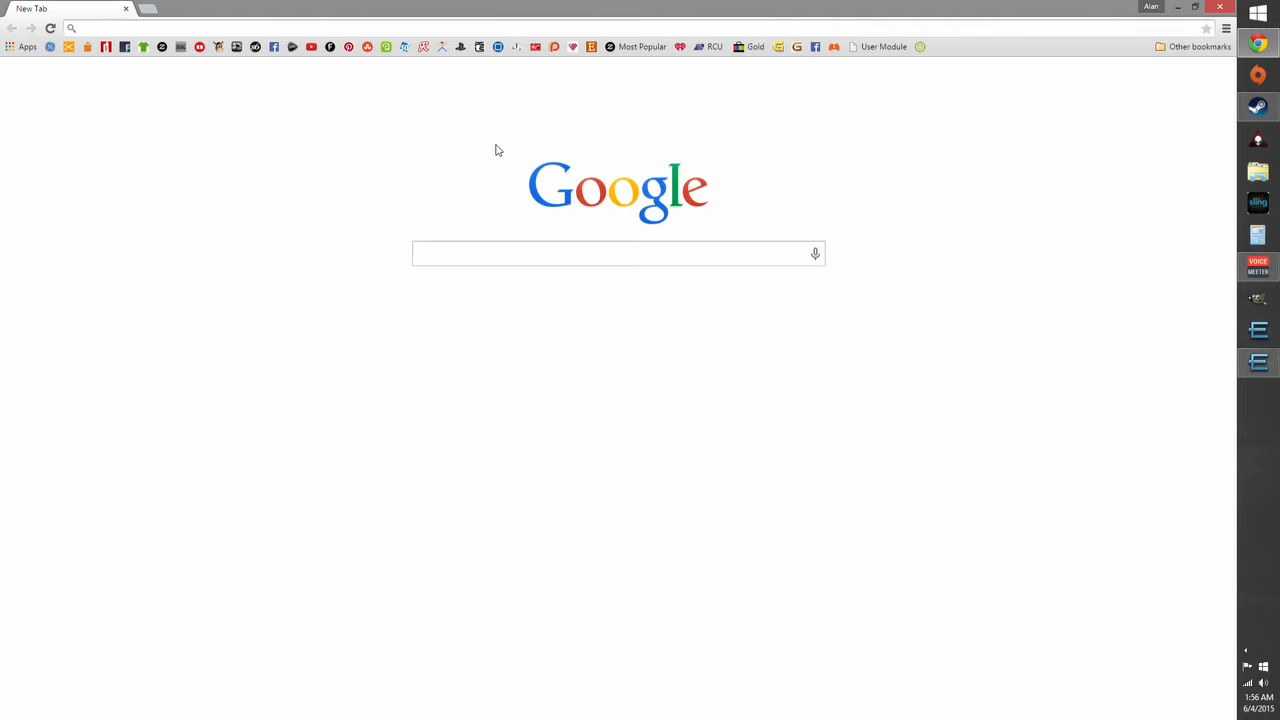 New Tab
Alan
Apps
Most Popular
RCU
Gold
User Module
Other bookmarks
Google
sling
VOICE
MEETER
1:56 AM
6/4/2015